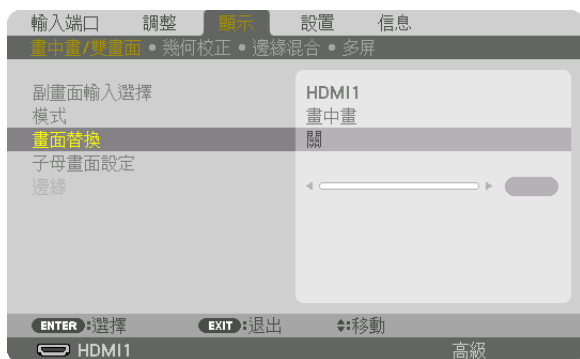 輸入端口 調整 顯示 設置 信息
畫中畫/雙畫面 • 幾何校正 • 邊緣混合 • 多屏
副畫面輸入選擇 HDMI1
模式 畫中畫
畫面替換 關
子母畫面設定
邊緣
ENTER:選擇 EXIT:退出 :移動
HDMI1 高級